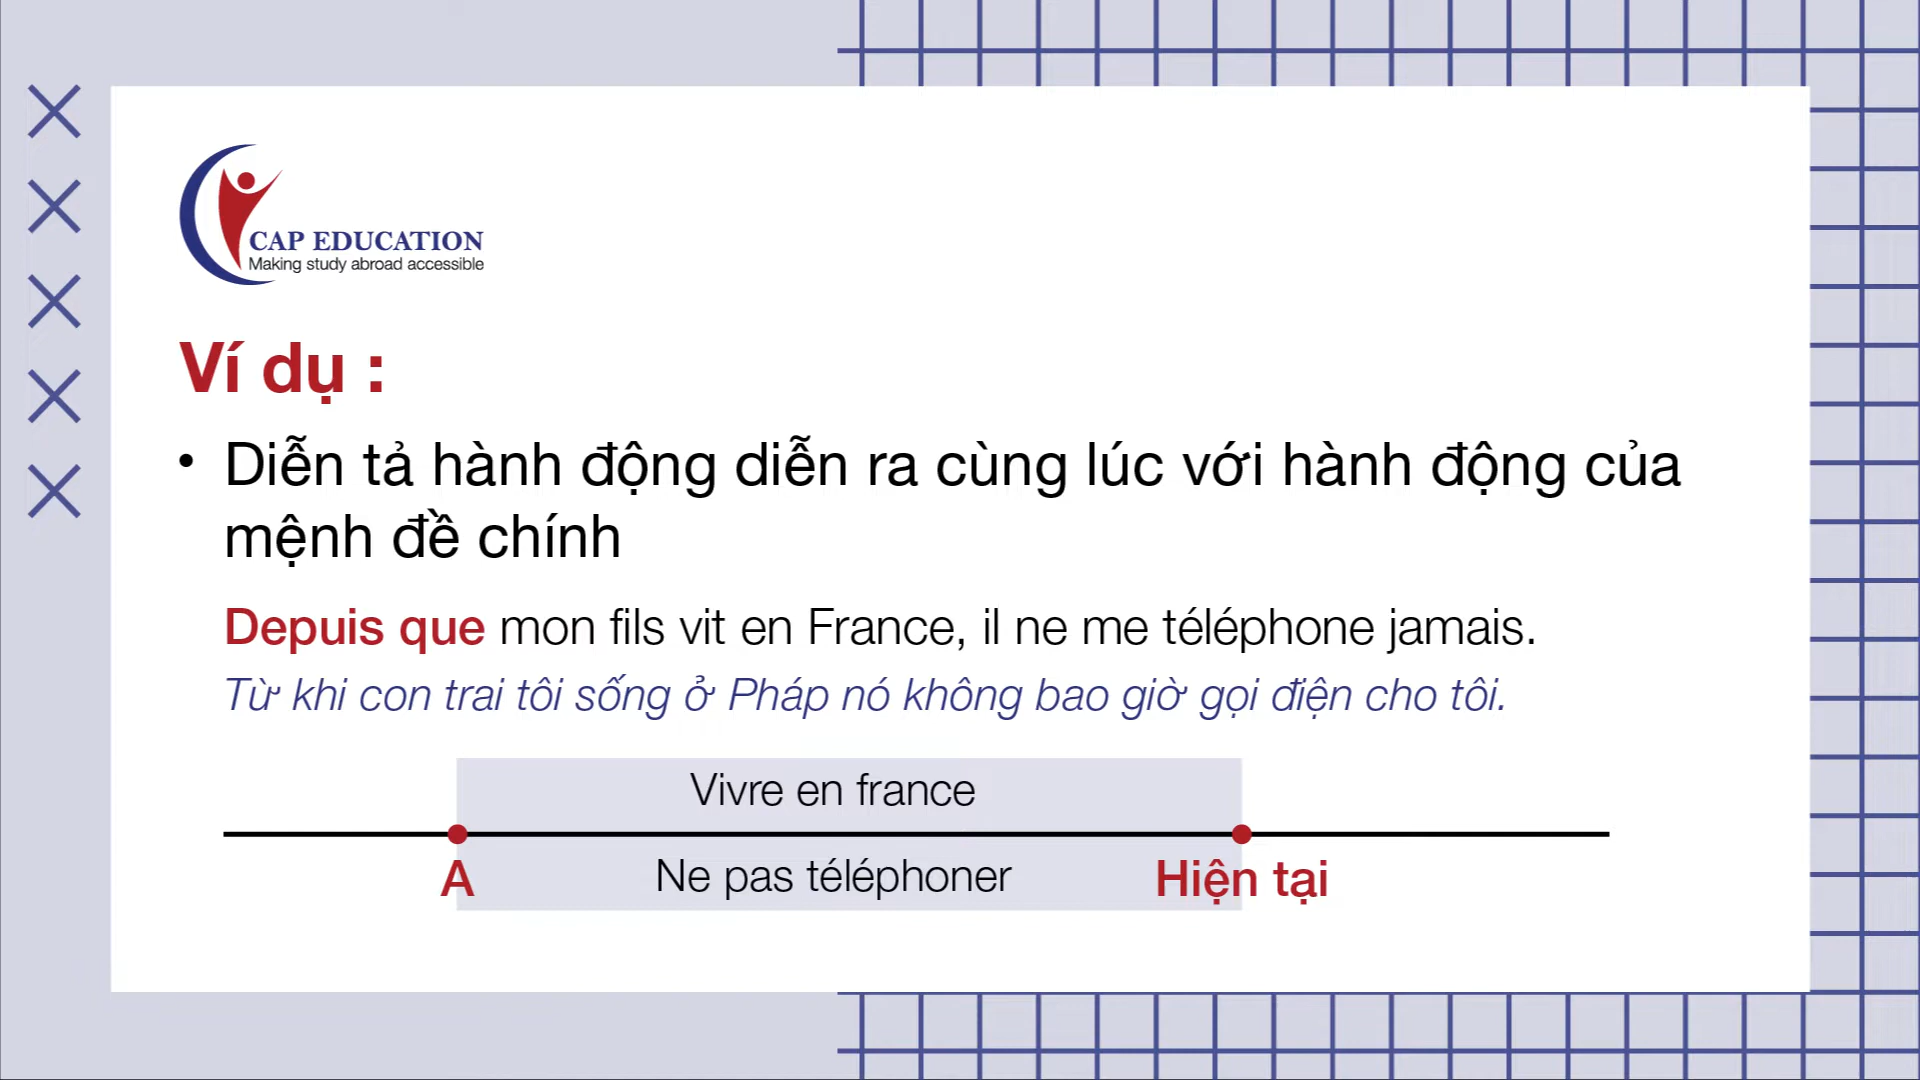 CAP EDUCATION
Making study abroad accessible
Ví dụ :
• Diễn tả hành động diễn ra cùng lúc với hành động của
mệnh đề chính
Depuis que mon fils vit en France, il ne me téléphone jamais.
Từ khi con trai tôi sống ở Pháp nó không bao giờ gọi điện cho tôi.
Vivre en france
A Ne pas téléphoner Hiện tại